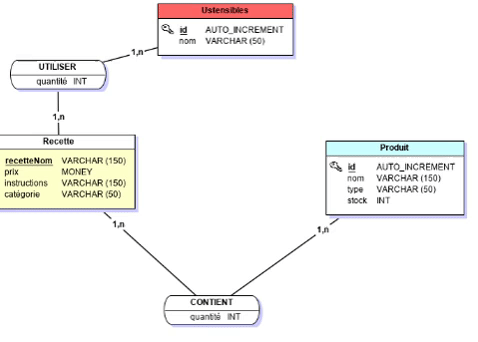 Ustensibles
id AUTO_INCREMENT
nom VARCHAR (50)
1,n
UTILISER
quantité INT
1,n
Recette
recetteNom VARCHAR (150)
prix MONEY
instructions VARCHAR (150)
catégorie VARCHAR (50)
Produit
id AUTO_INCREMENT
nom VARCHAR (150)
type VARCHAR (50)
stock INT
1,n
1,n
CONTIENT
quantité INT